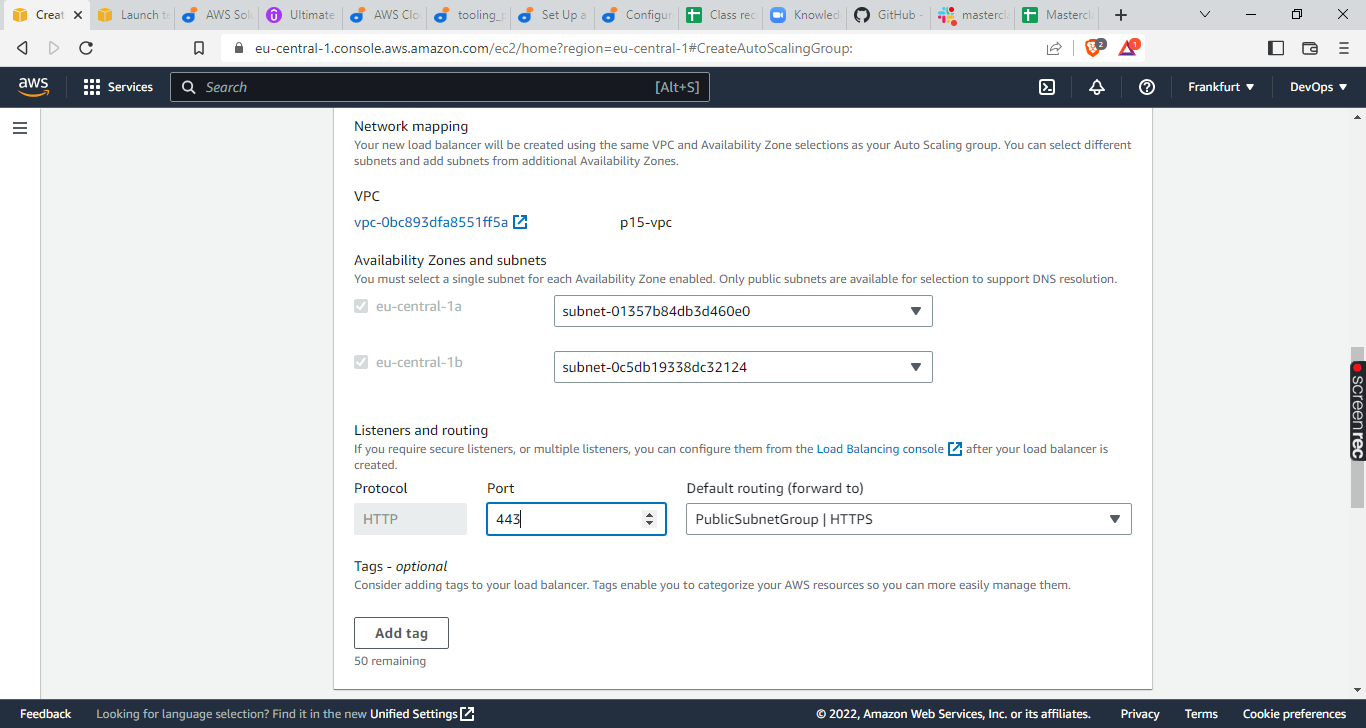 Creat
Launch te
AWS Solu
Ultimate
AWS Clo
tooling_p
Set Up a
Configur
Class rec
Knowled
GitHub -
mastercla
Mastercla
eu-central-1.console.aws.amazon.com/ec2/home?region=eu-central-1#CreateAutoScalingGroup:
2
1
aws
Services
Search
[Alt+S]
Frankfurt
DevOps
Network mapping
Your new load balancer will be created using the same VPC and Availability Zone selections as your Auto Scaling group. You can select different
subnets and add subnets from additional Availability Zones.
VPC
vpc-0bc893dfa8551ff5a
p15-vpc
Availability Zones and subnets
You must select a single subnet for each Availability Zone enabled. Only public subnets are available for selection to support DNS resolution.
eu-central-1a
subnet-01357b84db3d460e0
eu-central-1b
subnet-0c5db19338dc32124
Listeners and routing
If you require secure listeners, or multiple listeners, you can configure them from the Load Balancing console after your load balancer is
created.
Protocol
Port
Default routing (forward to)
HTTP
443
PublicSubnetGroup | HTTPS
Tags - optional
Consider adding tags to your load balancer. Tags enable you to categorize your AWS resources so you can more easily manage them.
Add tag
50 remaining
screenrec
Feedback
Looking for language selection? Find it in the new Unified Settings
© 2022, Amazon Web Services, Inc. or its affiliates.
Privacy
Terms
Cookie preferences